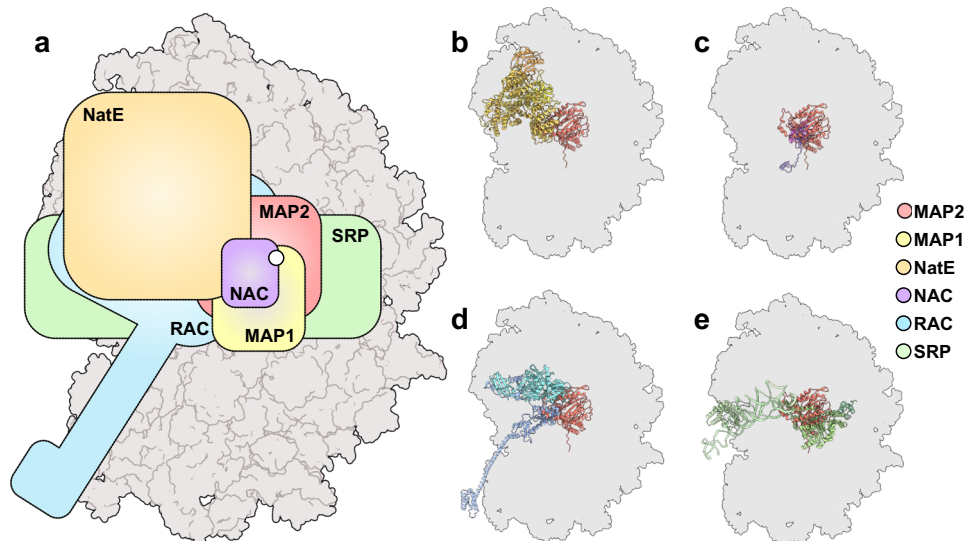 a
NatE
MAP2
SRP
NAC
RAC
MAP1
b
c
d
e
MAP2
MAP1
NatE
NAC
RAC
SRP